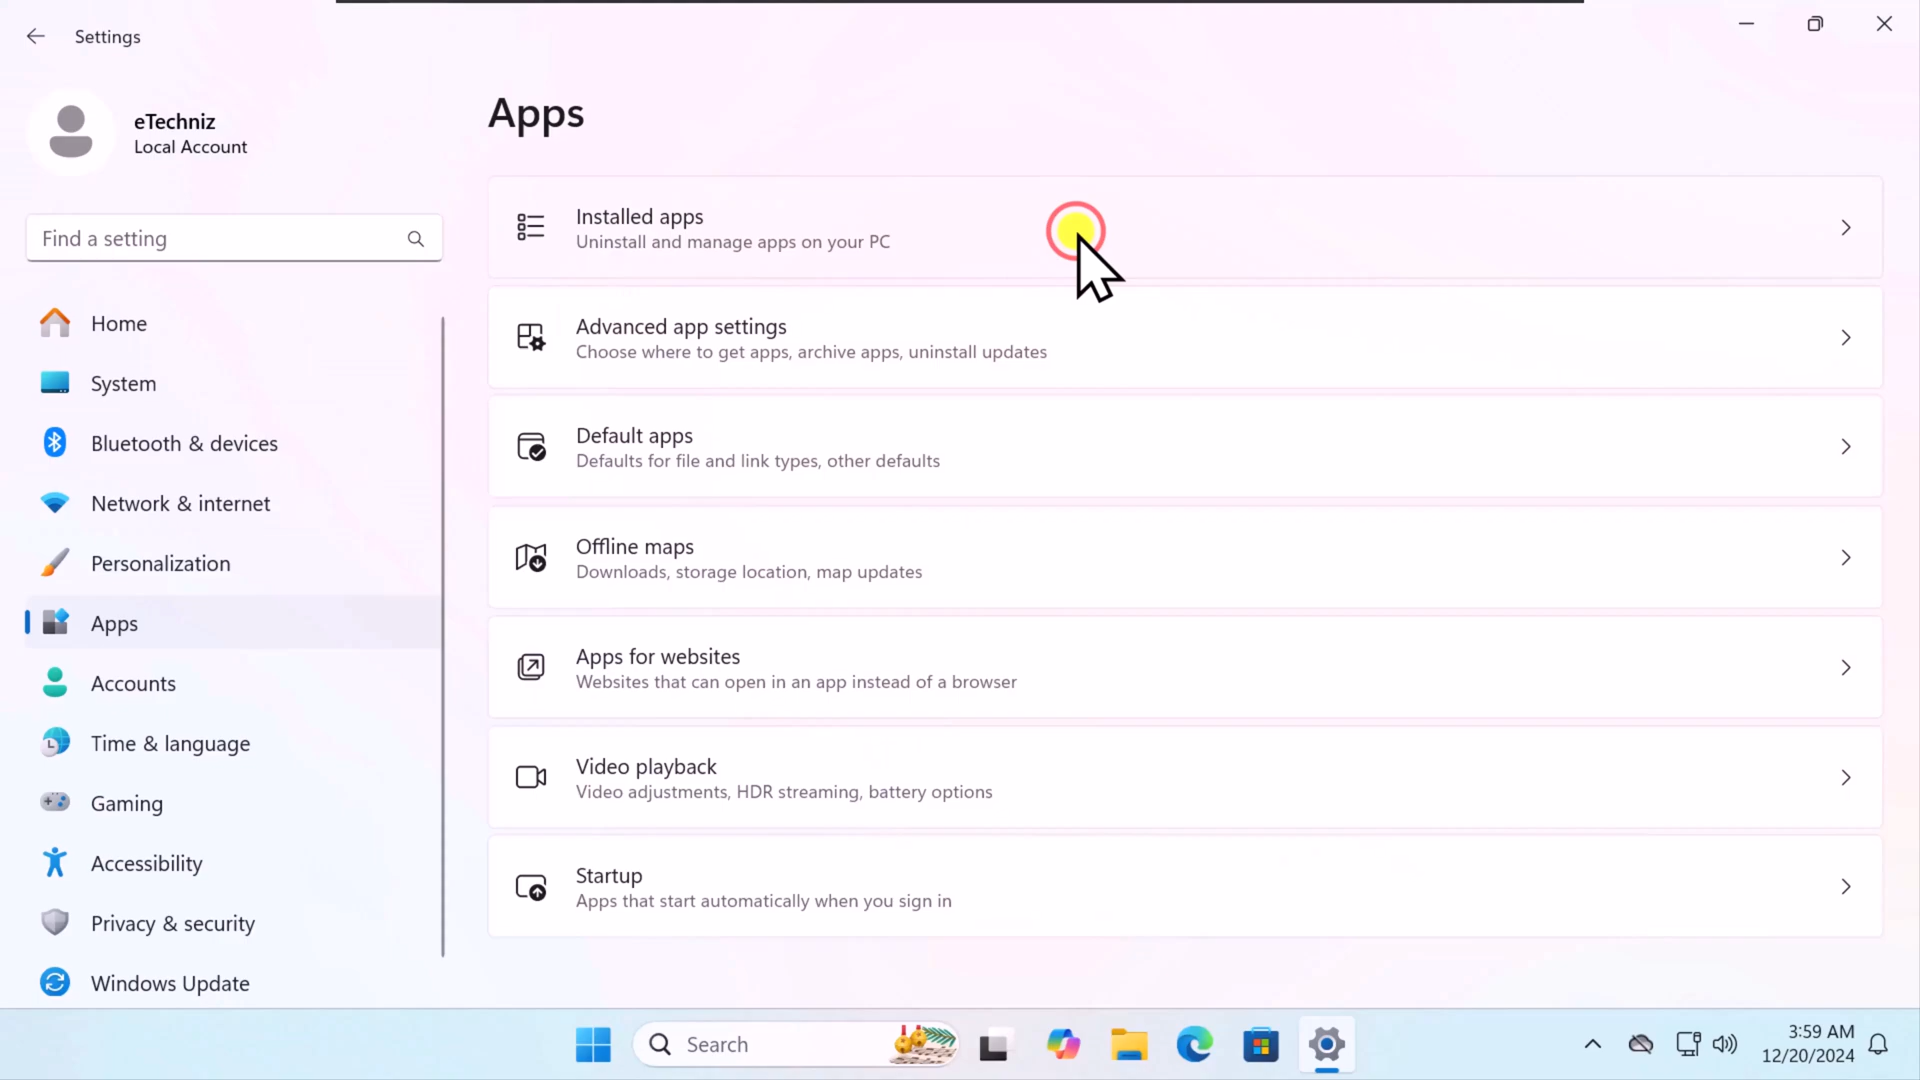 Settings
eTechniz
Local Account
Find a setting
Home
System
Bluetooth & devices
Network & internet
Personalization
Apps
Accounts
Time & language
Gaming
Accessibility
Privacy & security
Windows Update
Apps
Installed apps
Uninstall and manage apps on your PC
Advanced app settings
Choose where to get apps, archive apps, uninstall updates
Default apps
Defaults for file and link types, other defaults
Offline maps
Downloads, storage location, map updates
Apps for websites
Websites that can open in an app instead of a browser
Video playback
Video adjustments, HDR streaming, battery options
Startup
Apps that start automatically when you sign in
Search
3:59 AM
12/20/2024